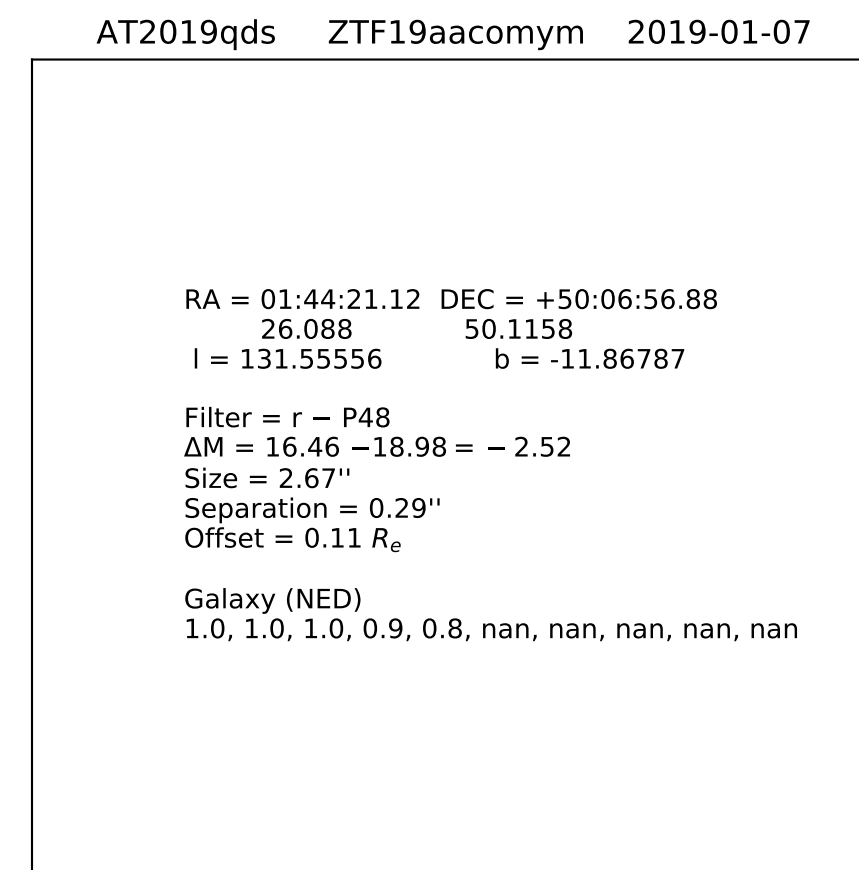 AT2019qds ZTF19aacomym 2019-01-07
RA = 01:44:21.12 DEC = +50:06:56.88
26.088 50.1158
l = 131.55556 b = -11.86787
Filter = r − P48
ΔM = 16.46 −18.98 = − 2.52
Size = 2.67''
Separation = 0.29''
Offset = 0.11 Re
Galaxy (NED)
1.0, 1.0, 1.0, 0.9, 0.8, nan, nan, nan, nan, nan